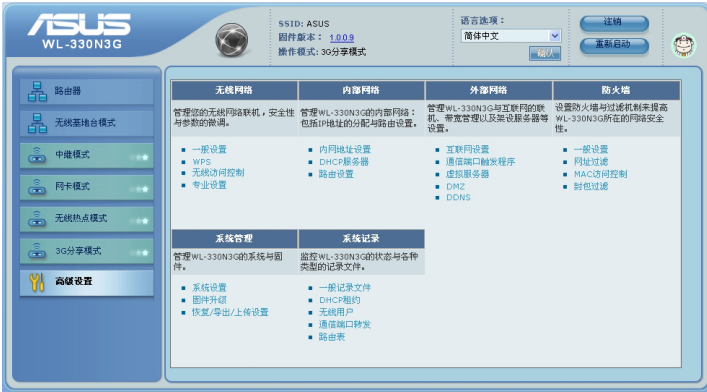 ASUS
WL-330N3G
SSID: ASUS
固件版本: 1.0.0.9
操作模式: 3G分享模式
语言选项:
简体中文
确认
注销
重新启动
路由器
无线基地台模式
中继模式
网卡模式
无线热点模式
3G分享模式
高级设置
无线网络
管理您的无线网络联机,安全性
与参数的微调。
一般设置
WPS
无线访问控制
专业设置
内部网络
管理WL-330N3G的内部网络:
包括IP地址的分配与路由设置。
内网地址设置
DHCP服务器
路由设置
外部网络
管理WL-330N3G与互联网的联
机、带宽管理以及架设服务器等
设置。
互联网设置
通信端口触发程序
虚拟服务器
DMZ
DDNS
防火墙
设置防火墙与过滤机制来提高
WL-330N3G所在的网络安全
性。
一般设置
网址过滤
MAC访问控制
封包过滤
系统管理
管理WL-330N3G的系统与固
件。
系统设置
固件升级
恢复/导出/上传设置
系统记录
监控WL-330N3G的状态与各种
类型的记录文件。
一般记录文件
DHCP租约
无线用户
通信端口转发
路由表